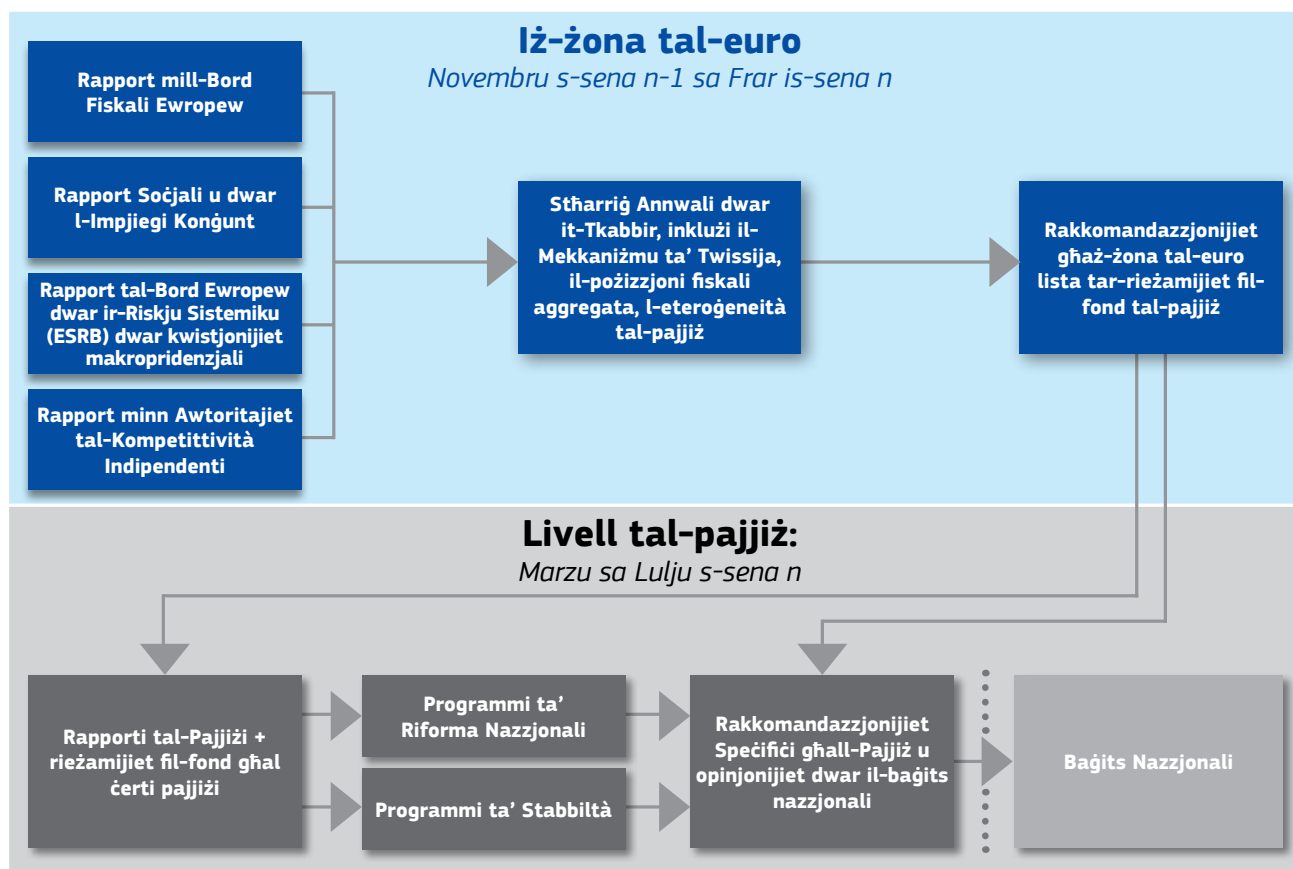 Iż-żona tal-euro
Novembru s-sena n-1 sa Frar is-sena n
Rapport mill-Bord
Fiskali Ewropew
Rapport Soċjali u dwar
l-Impjiegi Konġunt
Rapport tal-Bord Ewropew
dwar ir-Riskju Sistemiku
(ESRB) dwar kwistjonijiet
makropridenzjali
Rapport minn Awtoritajiet
tal-Kompetittività
Indipendenti
Stħarriġ Annwali dwar
it-Tkabbir, inklużi il-
Mekkaniżmu ta’ Twissija,
il-pożizzjoni fiskali
aggregata, l-eteroġeneità
tal-pajjiż
Rakkomandazzjonijiet
għaż-żona tal-euro
lista tar-rieżamijiet fil-
fond tal-pajjiż
Livell tal-pajjiż:
Marzu sa Lulju s-sena n
Rapporti tal-Pajjiżi +
rieżamijiet fil-fond għal
ċerti pajjiżi
Programmi ta’
Riforma Nazzjonali
Programmi ta’ Stabbiltà
Rakkomandazzjonijiet
Speċifiċi għall-Pajjiż u
opinjonijiet dwar il-baġits
nazzjonali
Baġits Nazzjonali